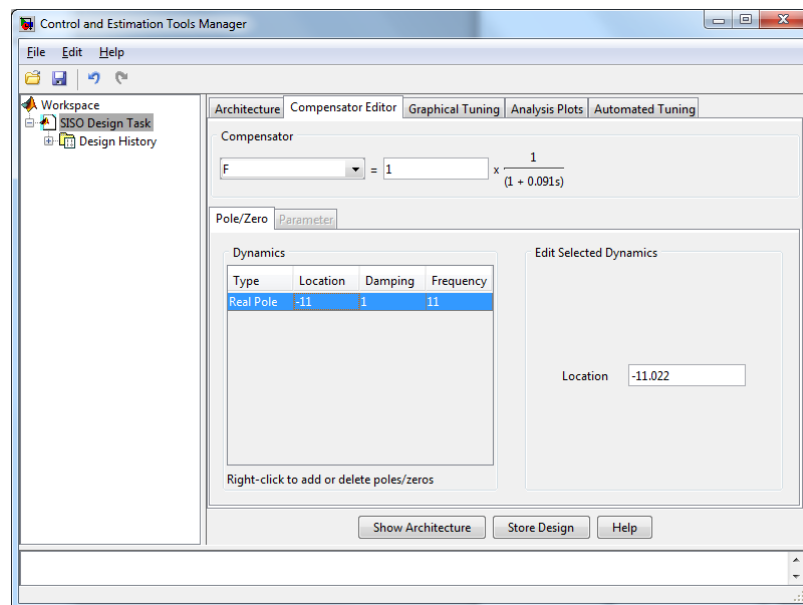 Control and Estimation Tools Manager
File Edit Help
Workspace
SISO Design Task
Design History
Architecture Compensator Editor Graphical Tuning Analysis Plots Automated Tuning
Compensator
F = 1 x 1
(1 + 0.091s)
Pole/Zero Parameter
Dynamics
Type Location Damping Frequency
Real Pole -11 1 11
Right-click to add or delete poles/zeros
Edit Selected Dynamics
Location -11.022
Show Architecture Store Design Help